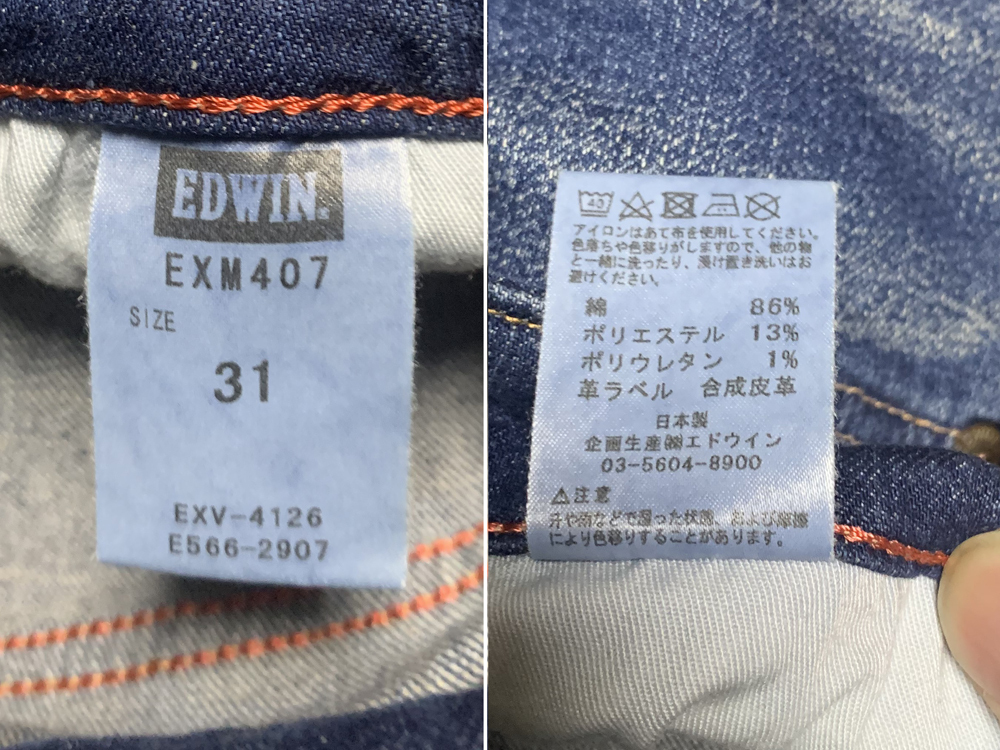 EDWIN.
EXM407
SIZE
31
EXV-4126
E566-2907
40
アイロンはあて布を使用してください。
色落ちや色移りがしますので、他の物
と一緒に洗ったり、浸け置き洗いはお
避けください。
綿 86%
ポリエステル 13%
ポリウレタン 1%
革ラベル 合成皮革
日本製
企画生産㈱エドウイン
03-5604-8900
⚠注意
汗や雨などで湿った状態、および摩擦
により色移りすることがあります。